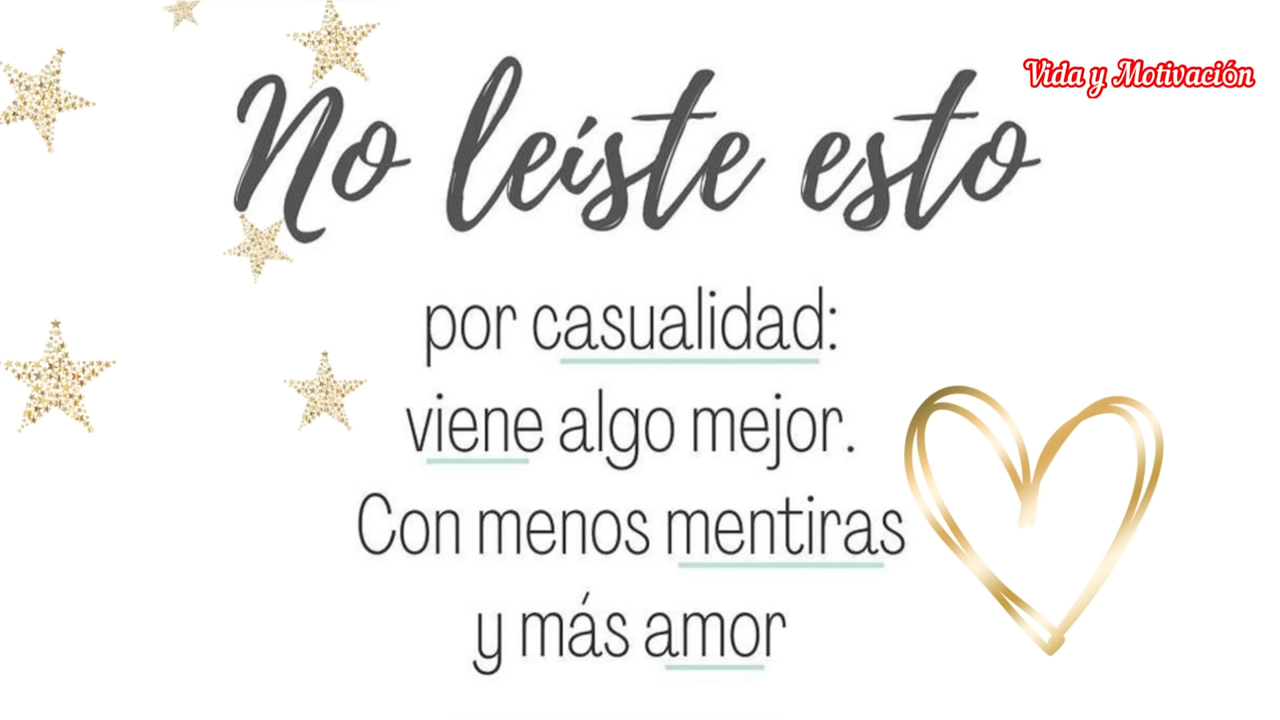 Vida y Motivación
No leíste esto
por casualidad:
viene algo mejor.
Con menos mentiras
y más amor